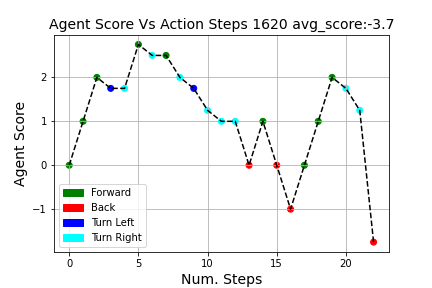 Agent Score Vs Action Steps 1620 avg_score:-3.7
Agent Score
2
1
0
−1
Forward
Back
Turn Left
Turn Right
0 5 10 15 20
Num. Steps